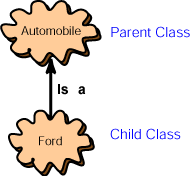 Automobile
Parent Class
Is a
Ford
Child Class